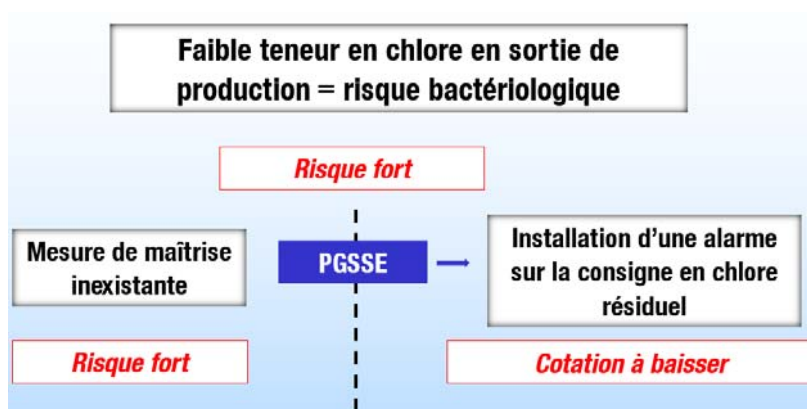 Faible teneur en chlore en sortie de
production = risque bactériologique
Risque fort
Mesure de maîtrise
inexistante
PGSSE
Installation d'une alarme
sur la consigne en chlore
résiduel
Risque fort
Cotation à baisser